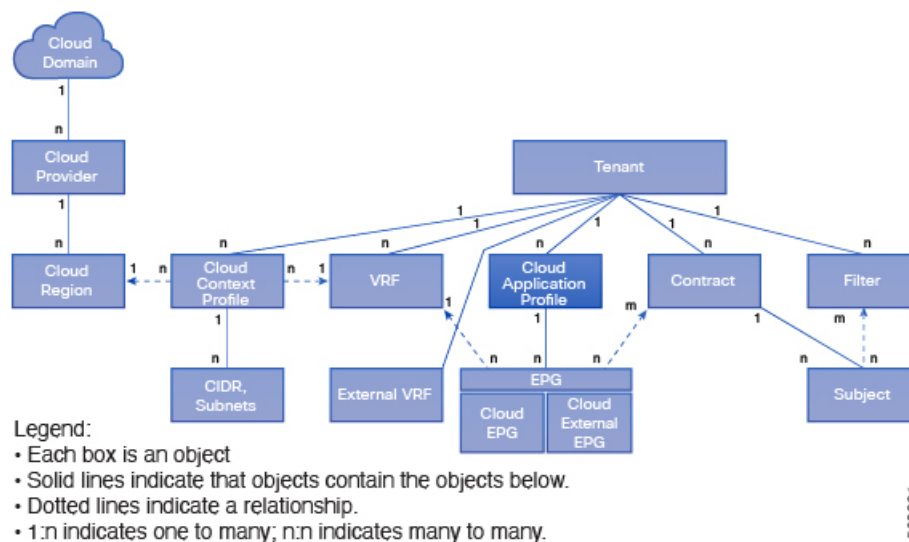 Cloud
Domain
1
n
Cloud
Provider
Tenant
1
1
1
1
1
1
n
n
n
n
n
n
Cloud
Region
1
n
Cloud
Context
Profile
n
1
VRF
Cloud
Application
Profile
Contract
Filter
1
1
1
m
1
m
n
n
n
n
n
n
CIDR,
Subnets
External VRF
EPG
Cloud
EPG
Cloud
External
EPG
Subject
Legend:
• Each box is an object
• Solid lines indicate that objects contain the objects below.
• Dotted lines indicate a relationship.
• 1:n indicates one to many; n:n indicates many to many.